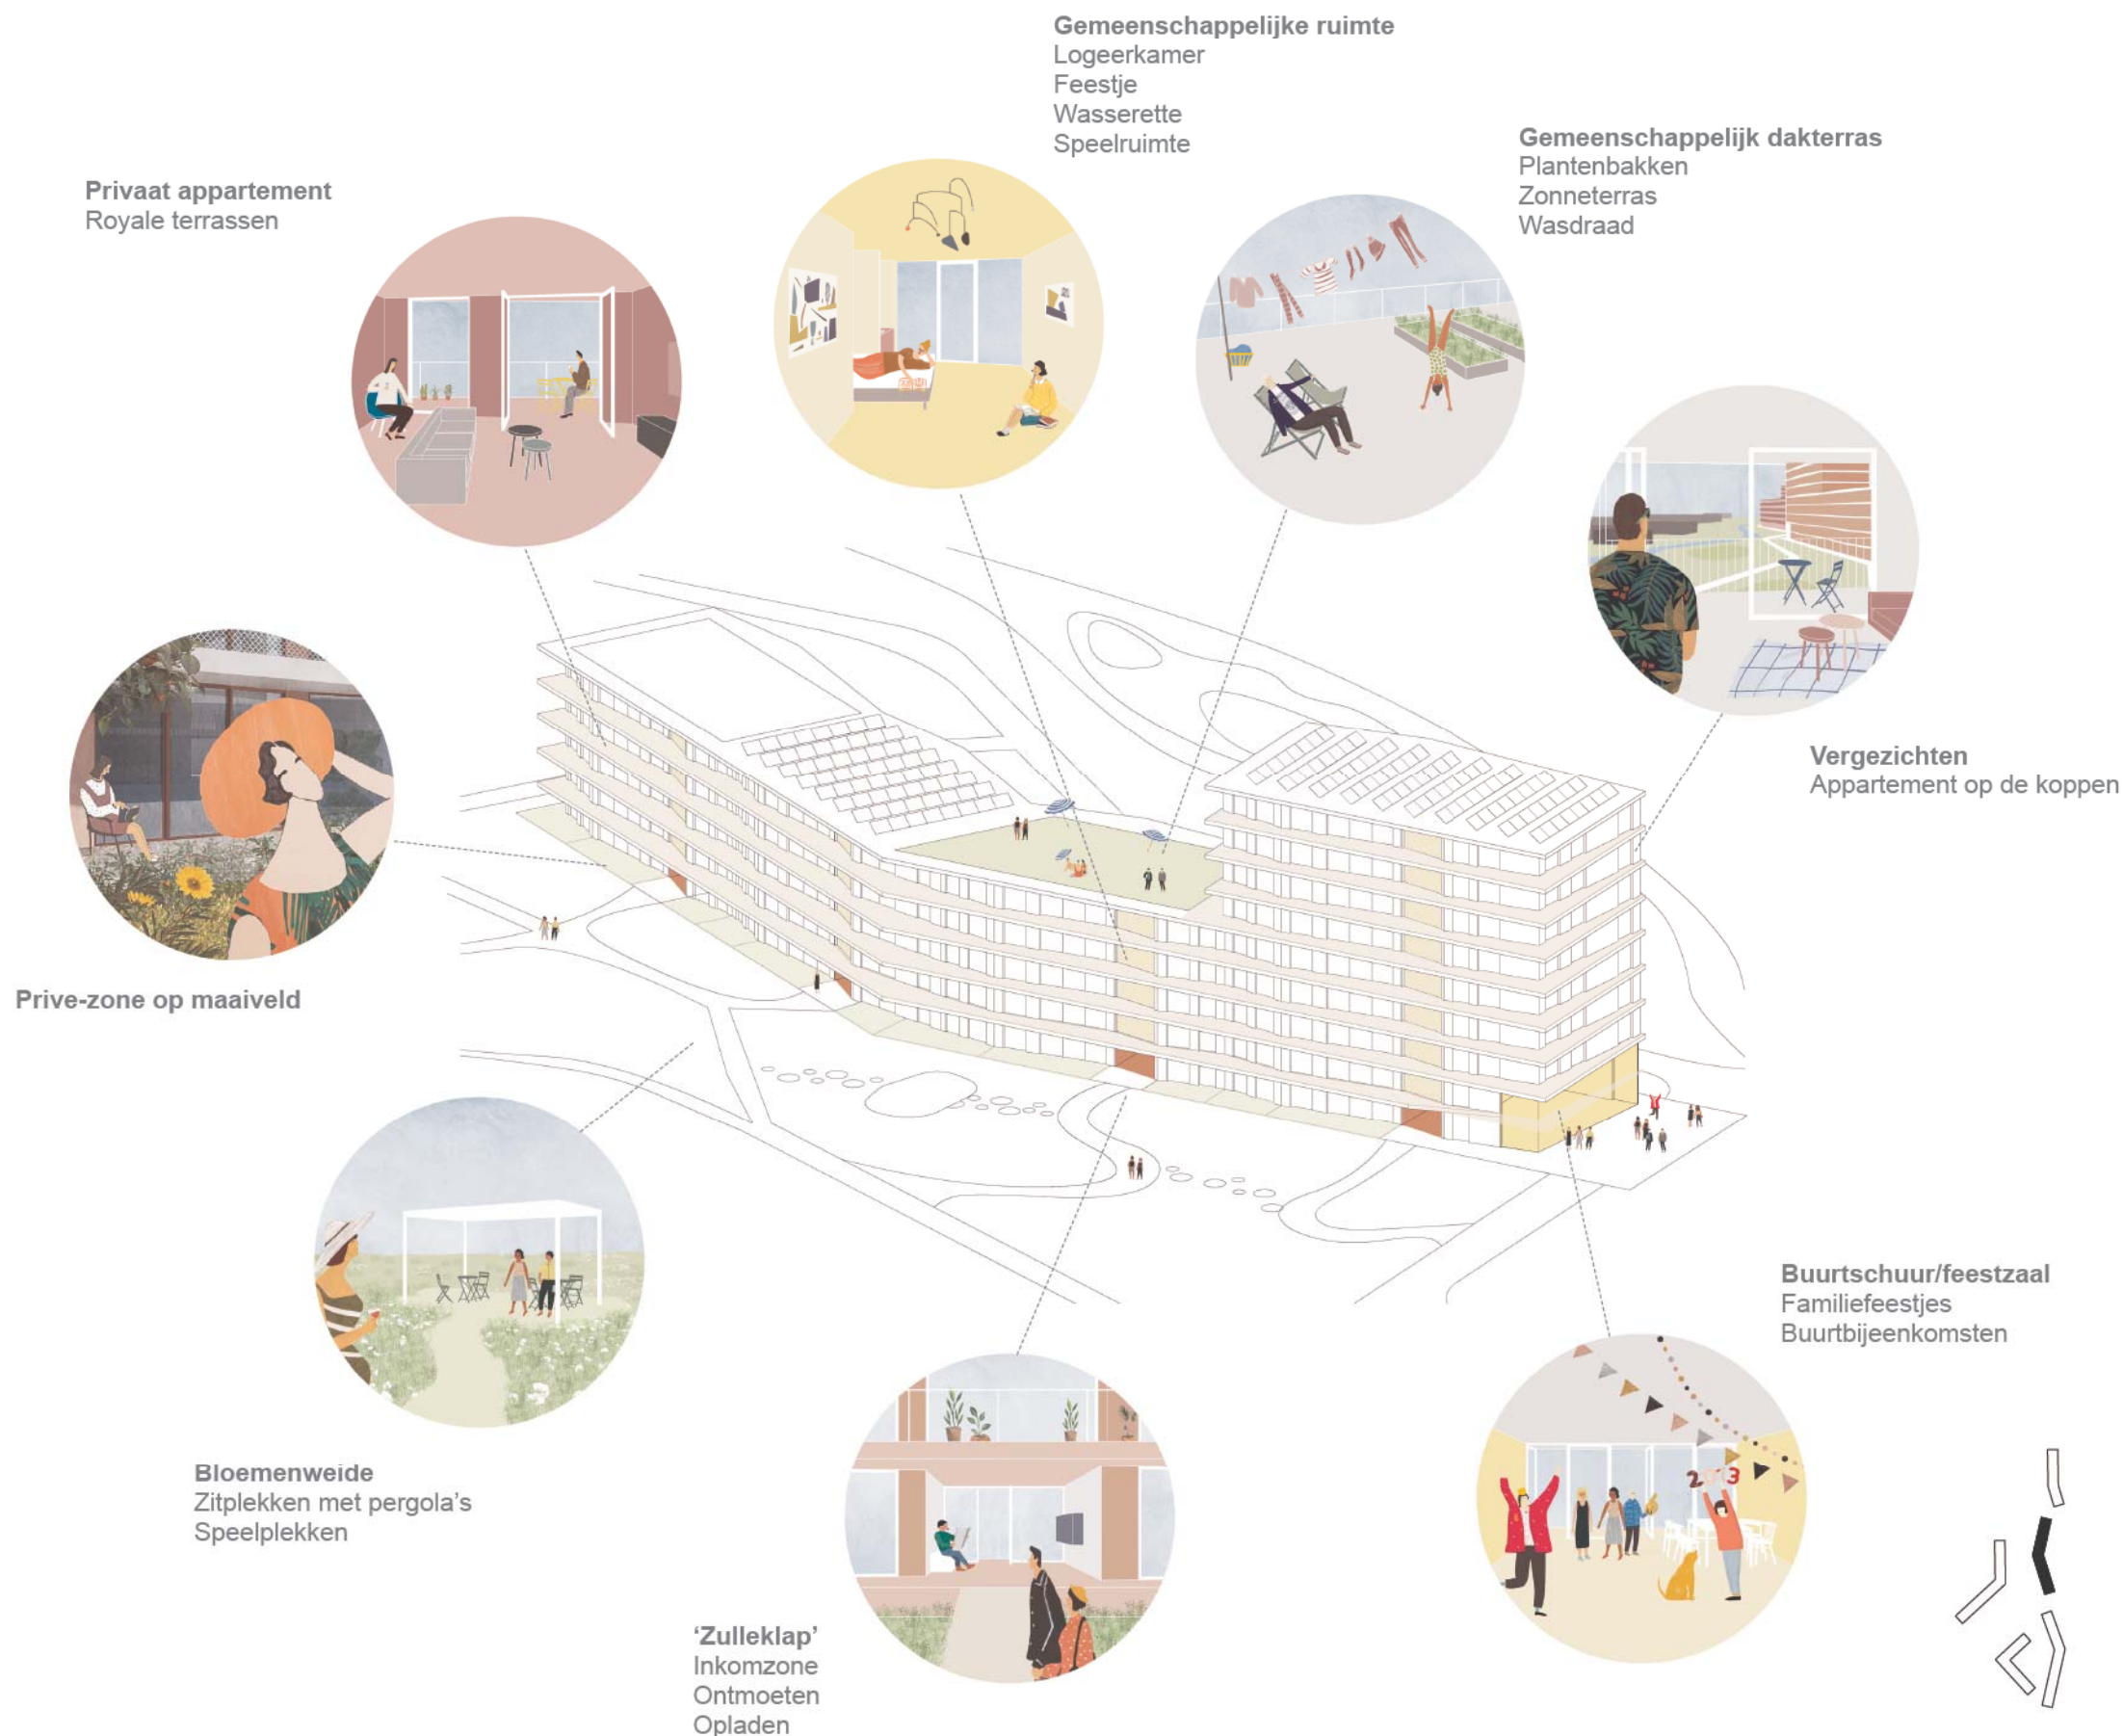 Gemeenschappelijke ruimte
Logeerkamer
Feestje
Wasserette
Speelruimte
Gemeenschappelijk dakterras
Plantenbakken
Zonneterras
Wasdraad
Privaat appartement
Royale terrassen
Vergezichten
Appartement op de koppen
Prive-zone op maaiveld
Buurtschuur/feestzaal
Familiefeestjes
Buurtbijeenkomsten
Bloemenweide
Zitplekken met pergola's
Speelplekken
2013
'Zulleklap'
Inkomzone
Ontmoeten
Opladen